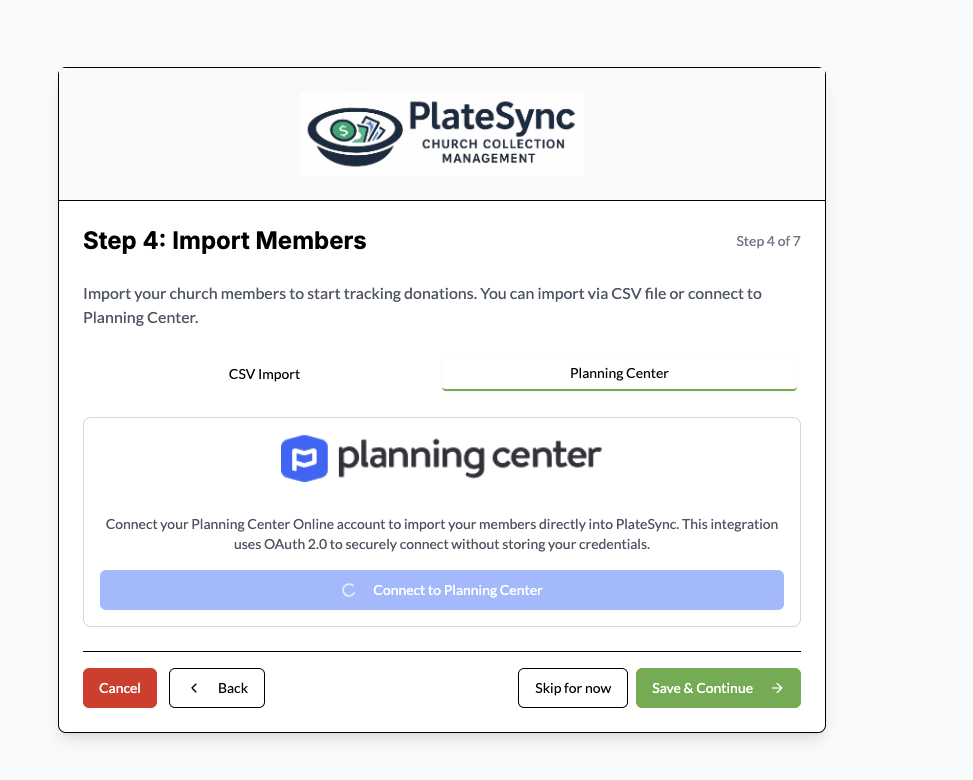 $
PlateSync
CHURCH COLLECTION
MANAGEMENT
Step 4: Import Members
Step 4 of 7
Import your church members to start tracking donations. You can import via CSV file or connect to
Planning Center.
CSV Import
Planning Center
planning center
Connect your Planning Center Online account to import your members directly into PlateSync. This integration
uses OAuth 2.0 to securely connect without storing your credentials.
Connect to Planning Center
Cancel
Back
Skip for now
Save & Continue